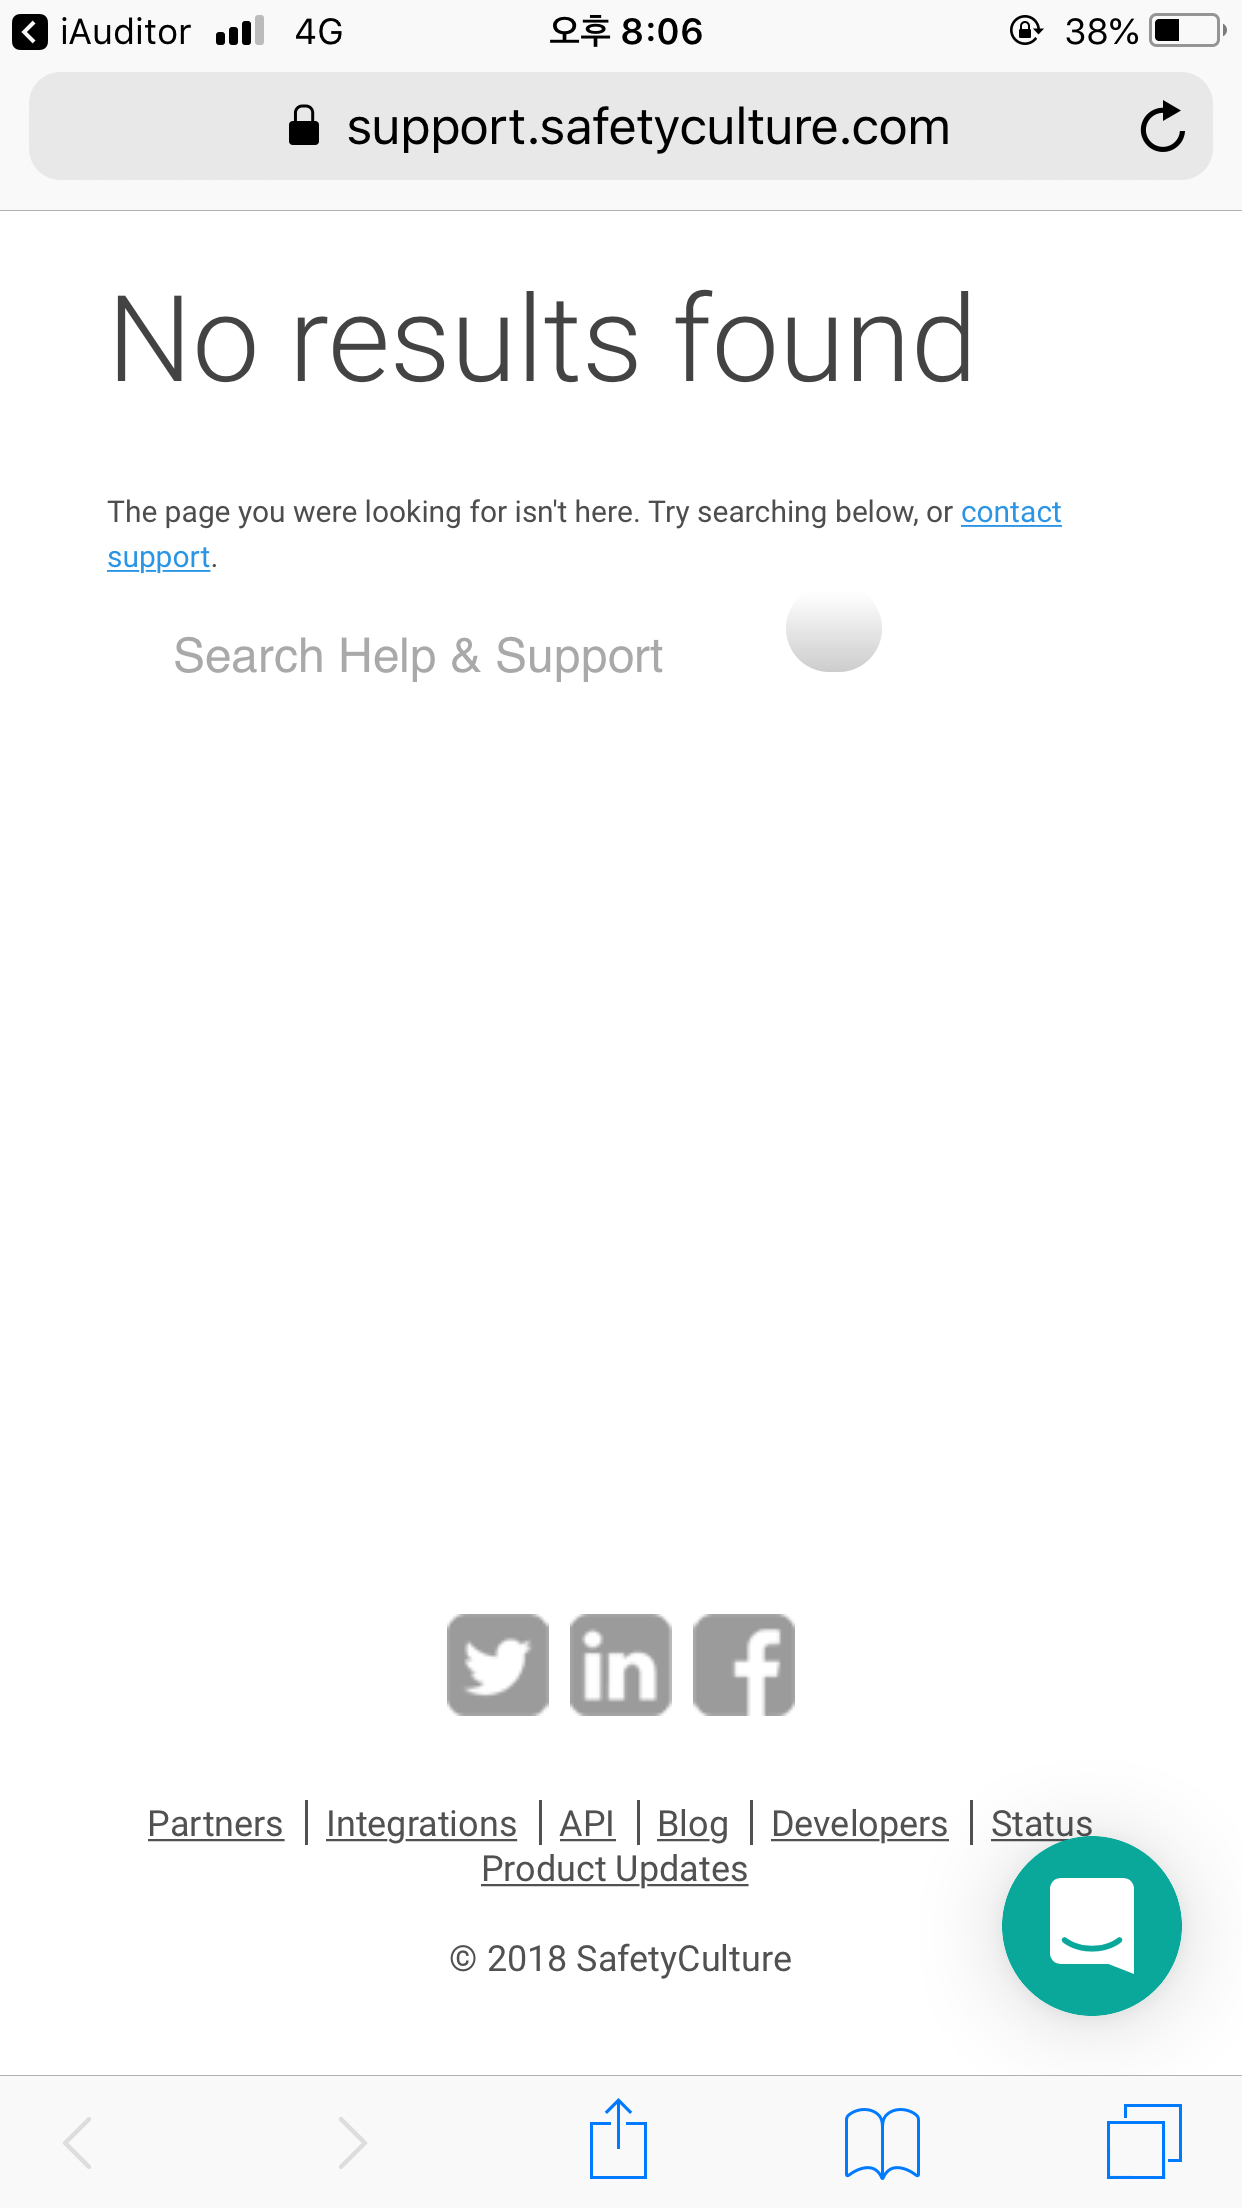 iAuditor 4G 오후 8:06 38%
support.safetyculture.com
No results found
The page you were looking for isn't here. Try searching below, or contact
support.
Search Help & Support
Partners | Integrations | API | Blog | Developers | Status
Product Updates
© 2018 SafetyCulture